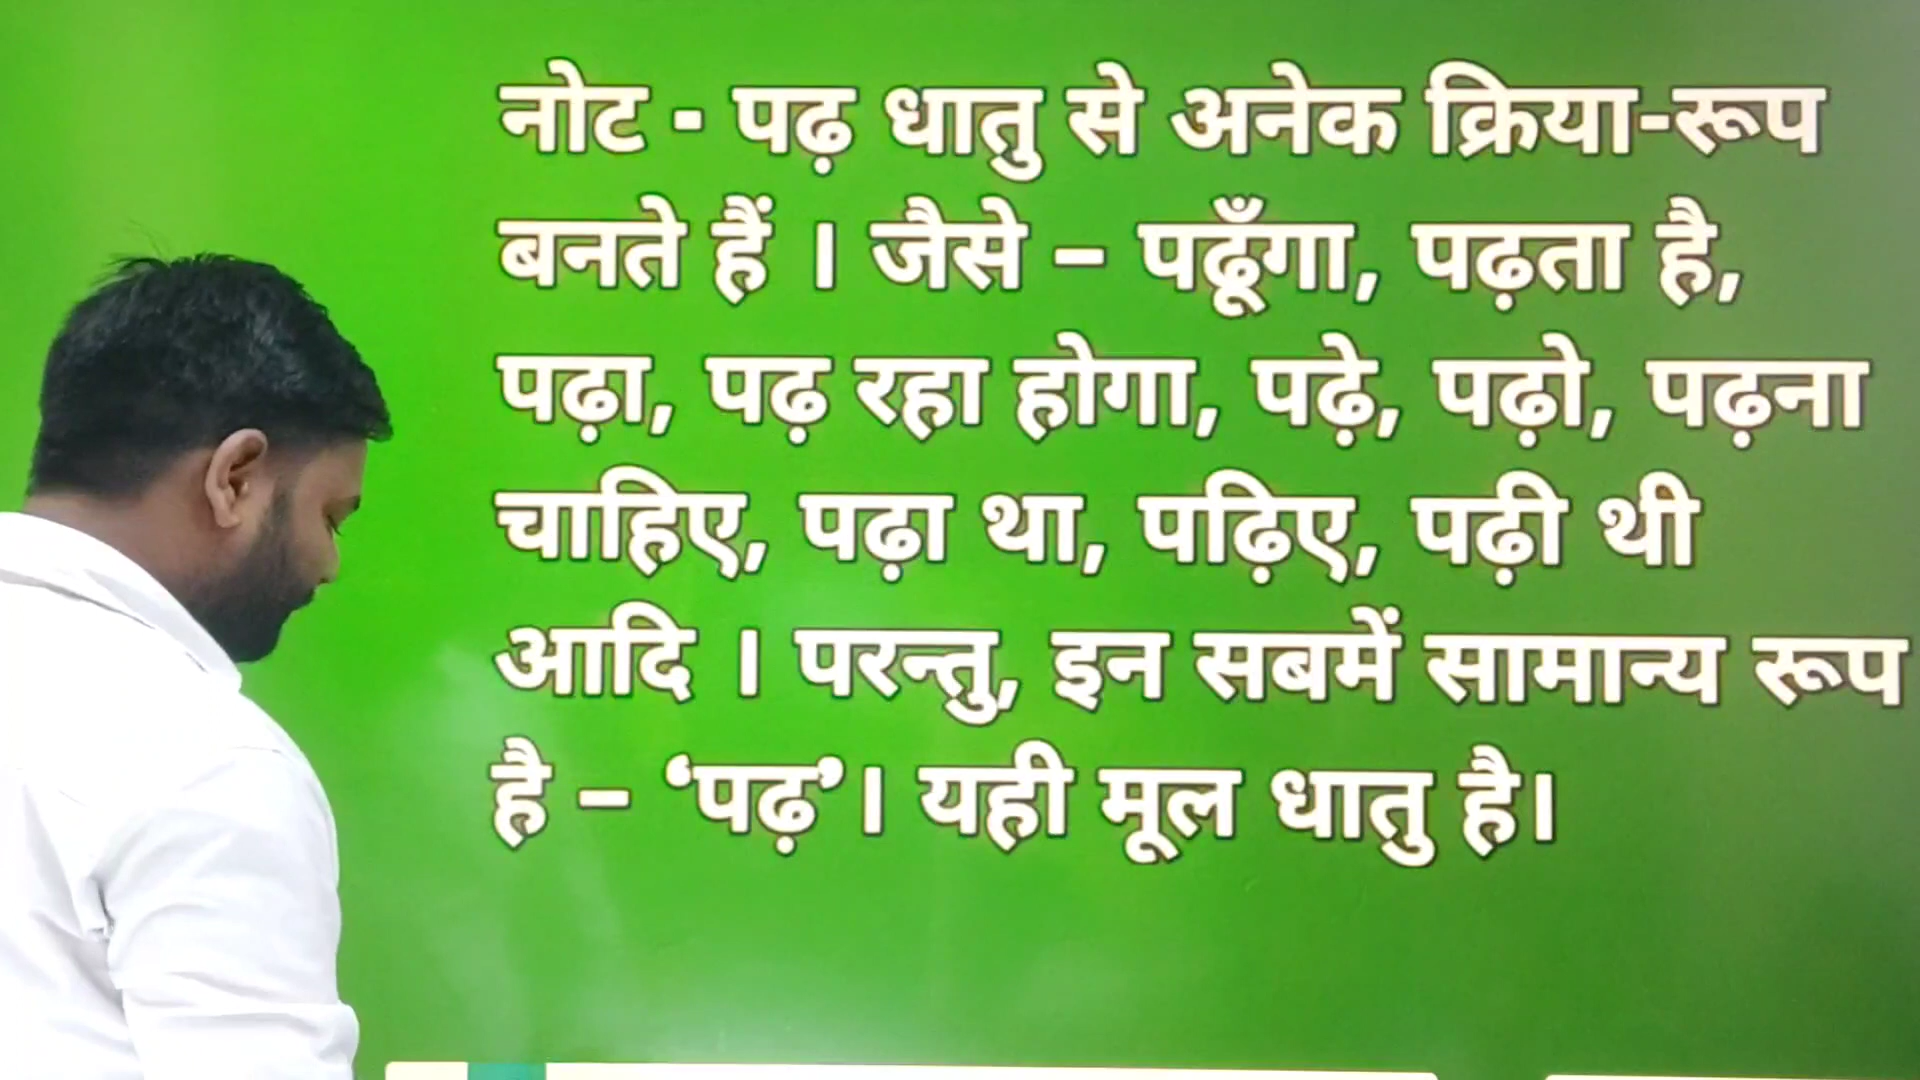 नोट - पढ़ धातु से अनेक क्रिया-रूप
बनते हैं । जैसे – पढूँगा, पढ़ता है,
पढ़ा, पढ़ रहा होगा, पढ़े, पढ़ो, पढ़ना
चाहिए, पढ़ा था, पढ़िए, पढ़ी थी
आदि । परन्तु, इन सबमें सामान्य रूप
है – ‘पढ़’। यही मूल धातु है।